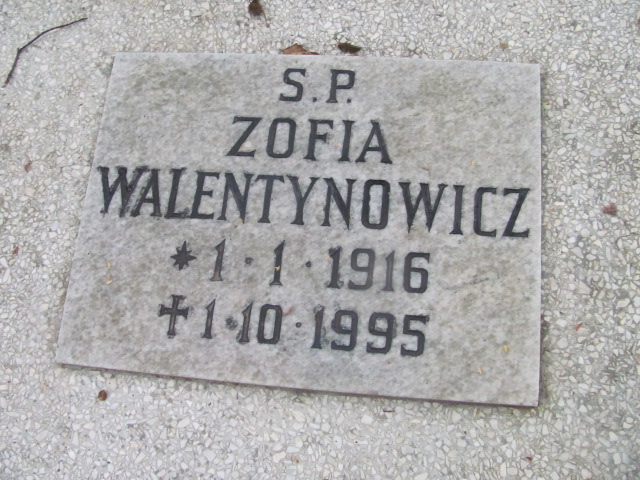 S.P.
ZOFIA
WALENTYNOWICZ
* 1 · 1 · 1916
✝ 1 · 10 · 1995